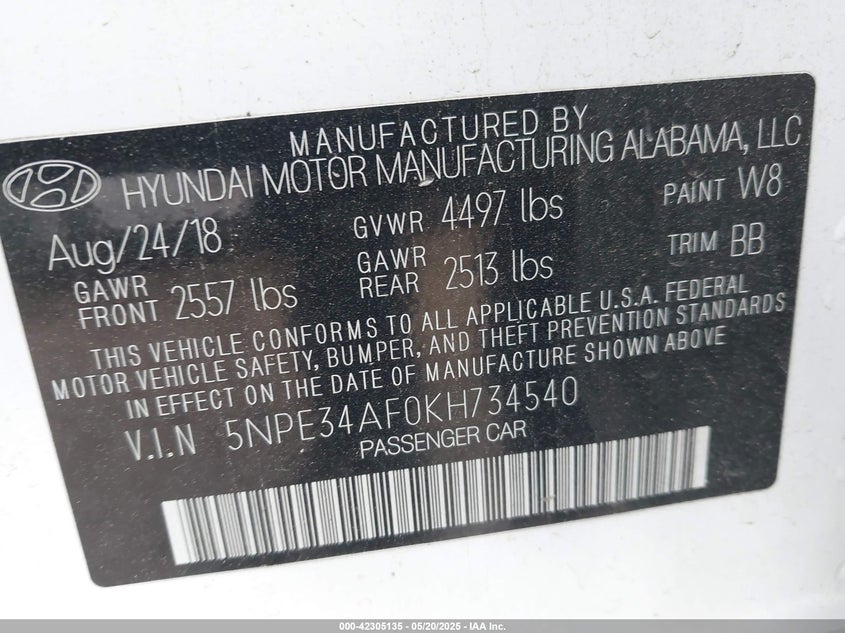 MANUFACTURED BY
HYUNDAI MOTOR MANUFACTURING ALABAMA, LLC
Aug/24/18 GVWR 4497 lbs PAINT W8
GAWR FRONT 2557 lbs GAWR REAR 2513 lbs TRIM BB
THIS VEHICLE CONFORMS TO ALL APPLICABLE U.S.A. FEDERAL
MOTOR VEHICLE SAFETY, BUMPER, AND THEFT PREVENTION STANDARDS
IN EFFECT ON THE DATE OF MANUFACTURE SHOWN ABOVE
V.I.N 5NPE34AF0KH734540
PASSENGER CAR
000-42305135 - 05/20/2025 - IAA Inc.